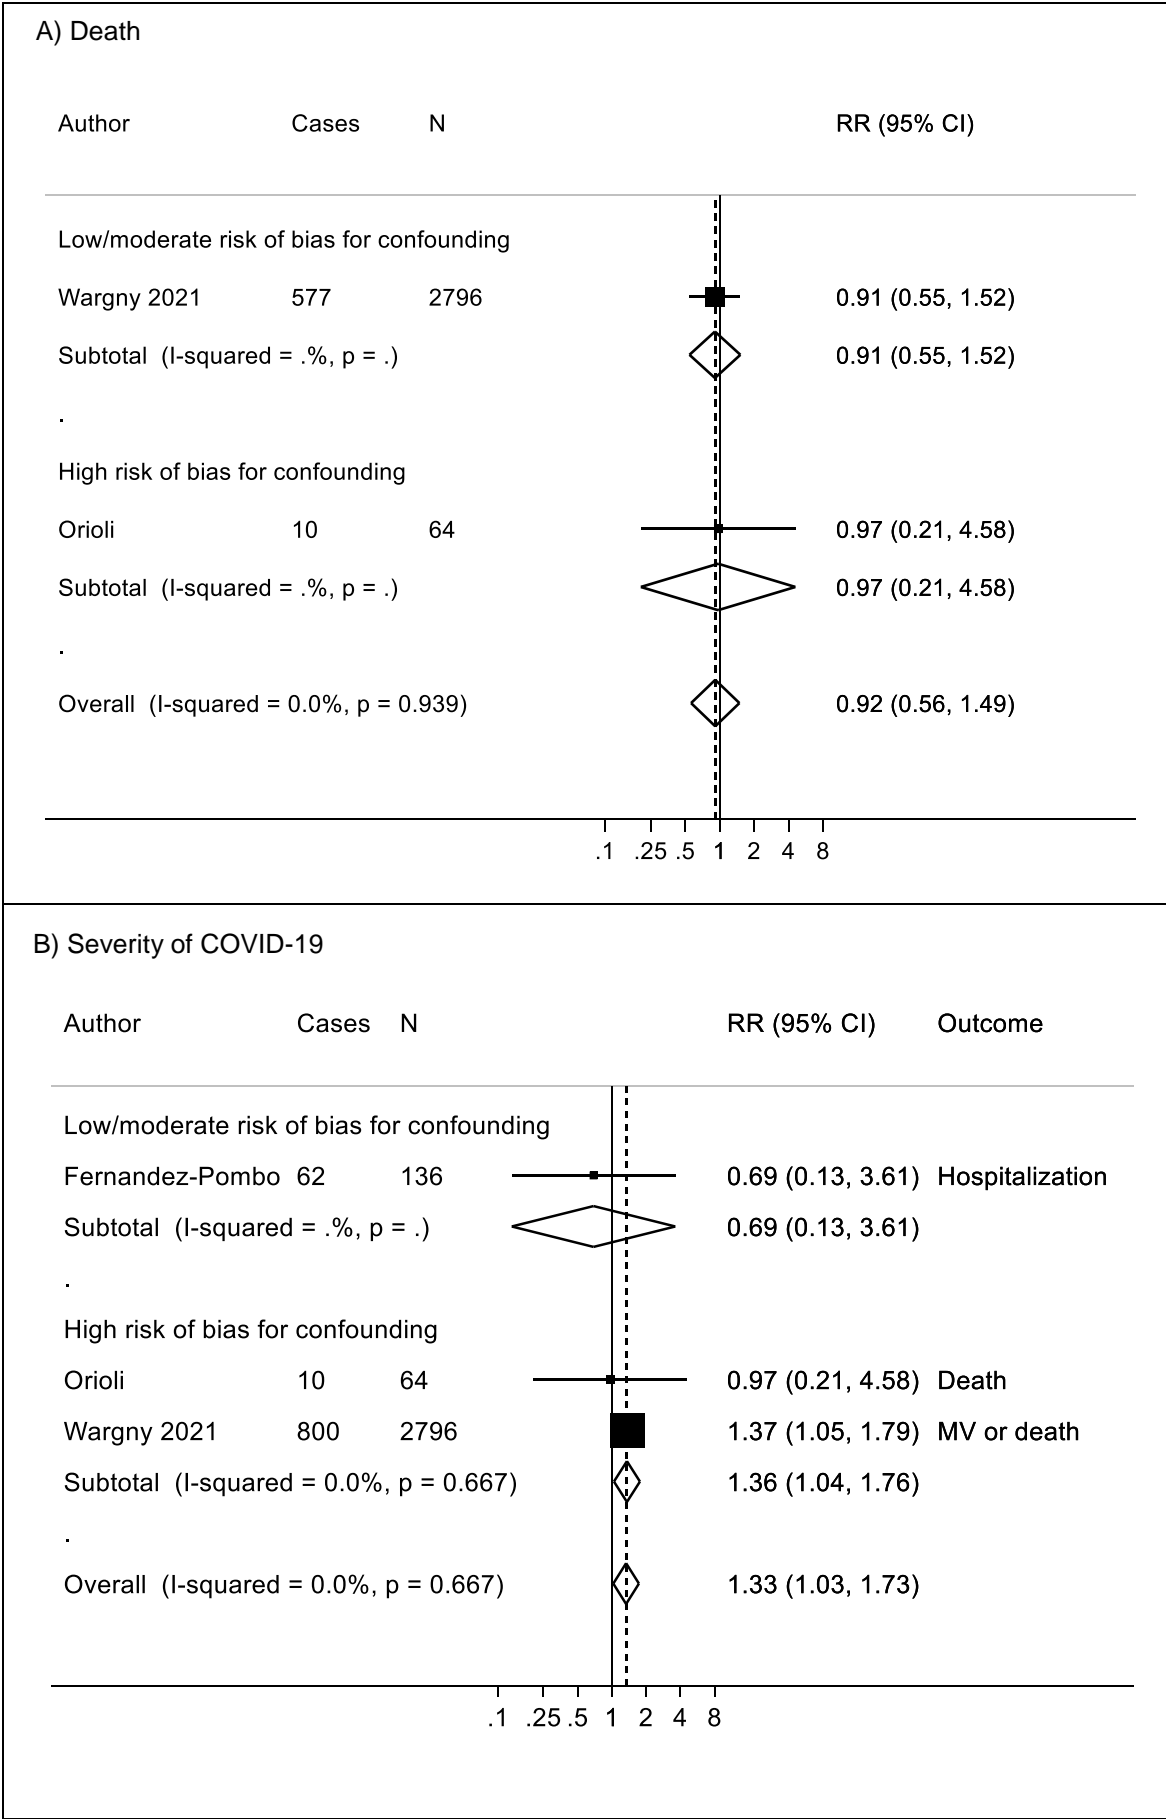 A) Death
Author Cases N RR (95% CI)
Low/moderate risk of bias for confounding
Wargny 2021 577 2796 0.91 (0.55, 1.52)
Subtotal (I-squared = .%, p = .) 0.91 (0.55, 1.52)
.
High risk of bias for confounding
Orioli 10 64 0.97 (0.21, 4.58)
Subtotal (I-squared = .%, p = .) 0.97 (0.21, 4.58)
.
Overall (I-squared = 0.0%, p = 0.939) 0.92 (0.56, 1.49)
.1 .25 .5 1 2 4 8
B) Severity of COVID-19
Author Cases N RR (95% CI) Outcome
Low/moderate risk of bias for confounding
Fernandez-Pombo 62 136 0.69 (0.13, 3.61) Hospitalization
Subtotal (I-squared = .%, p = .) 0.69 (0.13, 3.61)
.
High risk of bias for confounding
Orioli 10 64 0.97 (0.21, 4.58) Death
Wargny 2021 800 2796 1.37 (1.05, 1.79) MV or death
Subtotal (I-squared = 0.0%, p = 0.667) 1.36 (1.04, 1.76)
.
Overall (I-squared = 0.0%, p = 0.667) 1.33 (1.03, 1.73)
.1 .25 .5 1 2 4 8